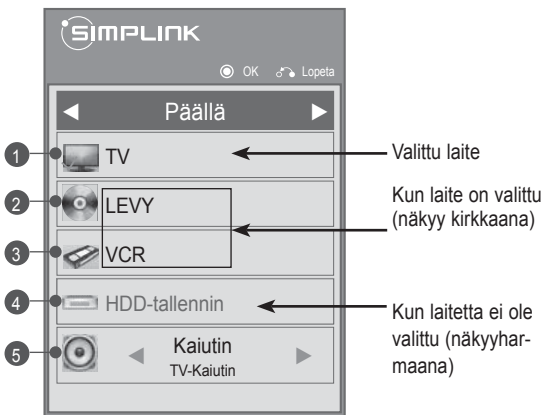 SIMPLINK
OK Lopeta
Päällä
1 TV
Valittu laite
2 LEVY
Kun laite on valittu
(näkyy kirkkaana)
3 VCR
4 HDD-tallennin
Kun laitetta ei ole
valittu (näkyyhar-
maana)
5 Kaiutin
TV-Kaiutin